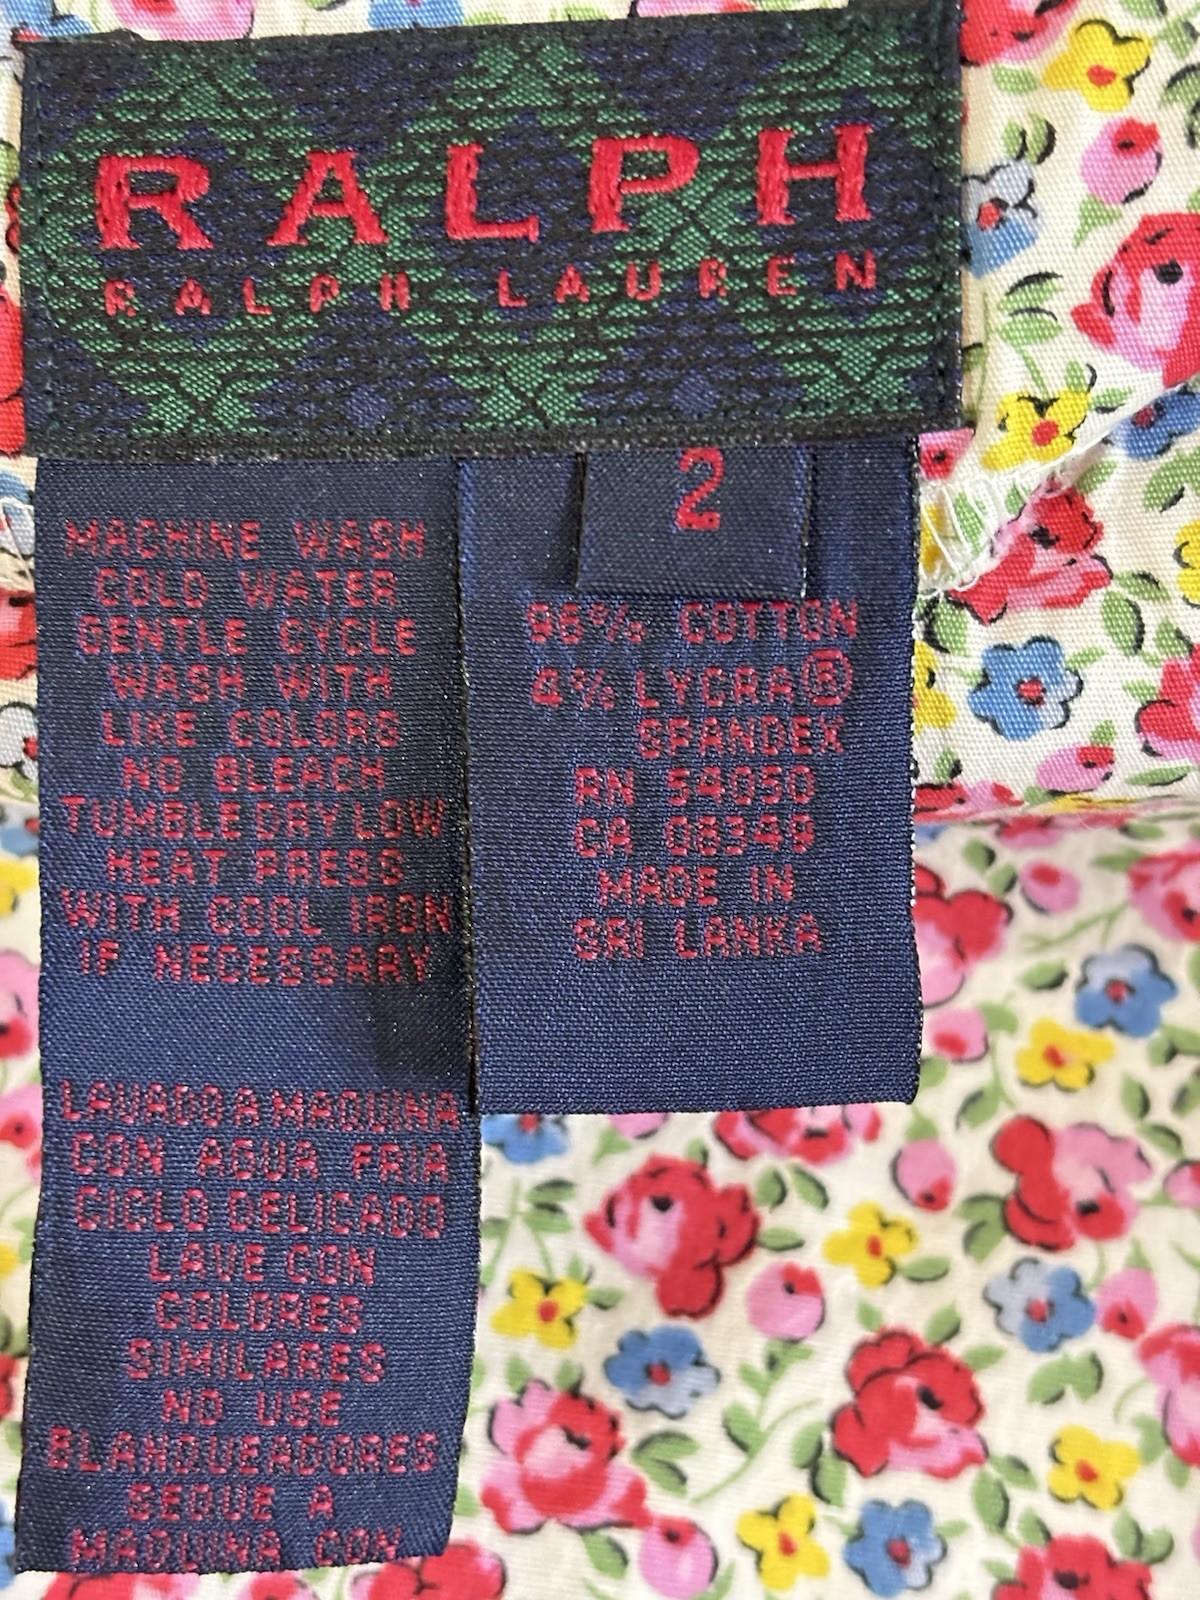 RALPH
RALPH LAUREN
2
MACHINE WASH
COLD WATER
GENTLE CYCLE
WASH WITH
LIKE COLORS
NO BLEACH
TUMBLE DRY LOW
HEAT PRESS
WITH COOL IRON
IF NECESSARY
LAVADO A MAQUINA
CON AGUA FRIA
CICLO DELICADO
LAVE CON
COLORES
SIMILARES
NO USE
BLANQUEADORES
SEQUE A
MAQUINA CON
96% COTTON
4% LYCRA®
SPANDEX
RN 54050
CA 08349
MADE IN
SRI LANKA